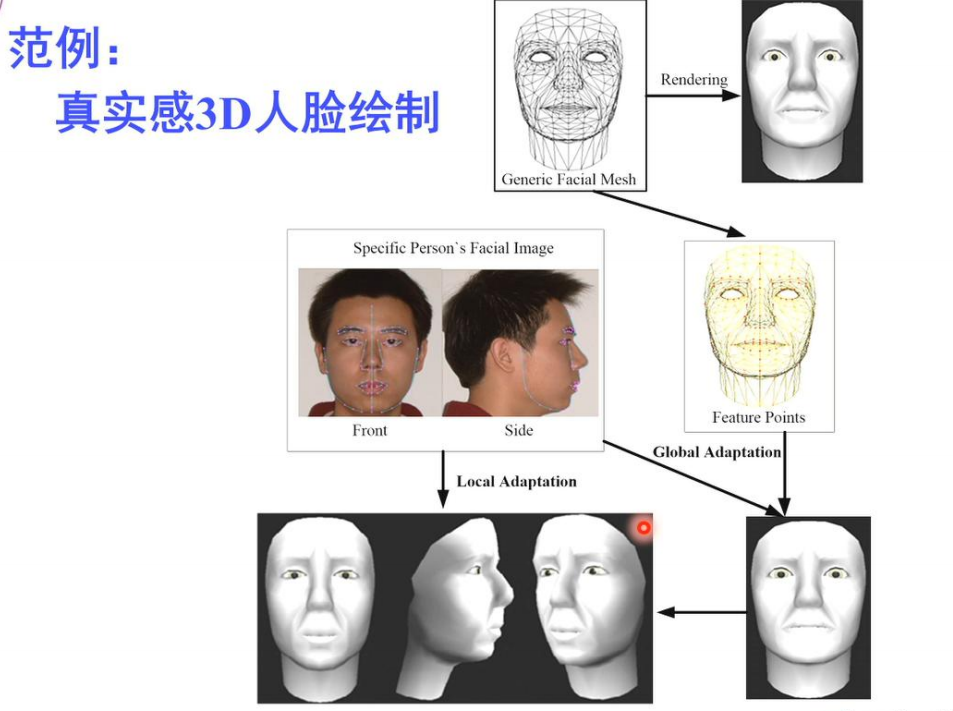 范例：
真实感3D人脸绘制
Rendering
Generic Facial Mesh
Specific Person`s Facial Image
Front
Side
Feature Points
Global Adaptation
Local Adaptation